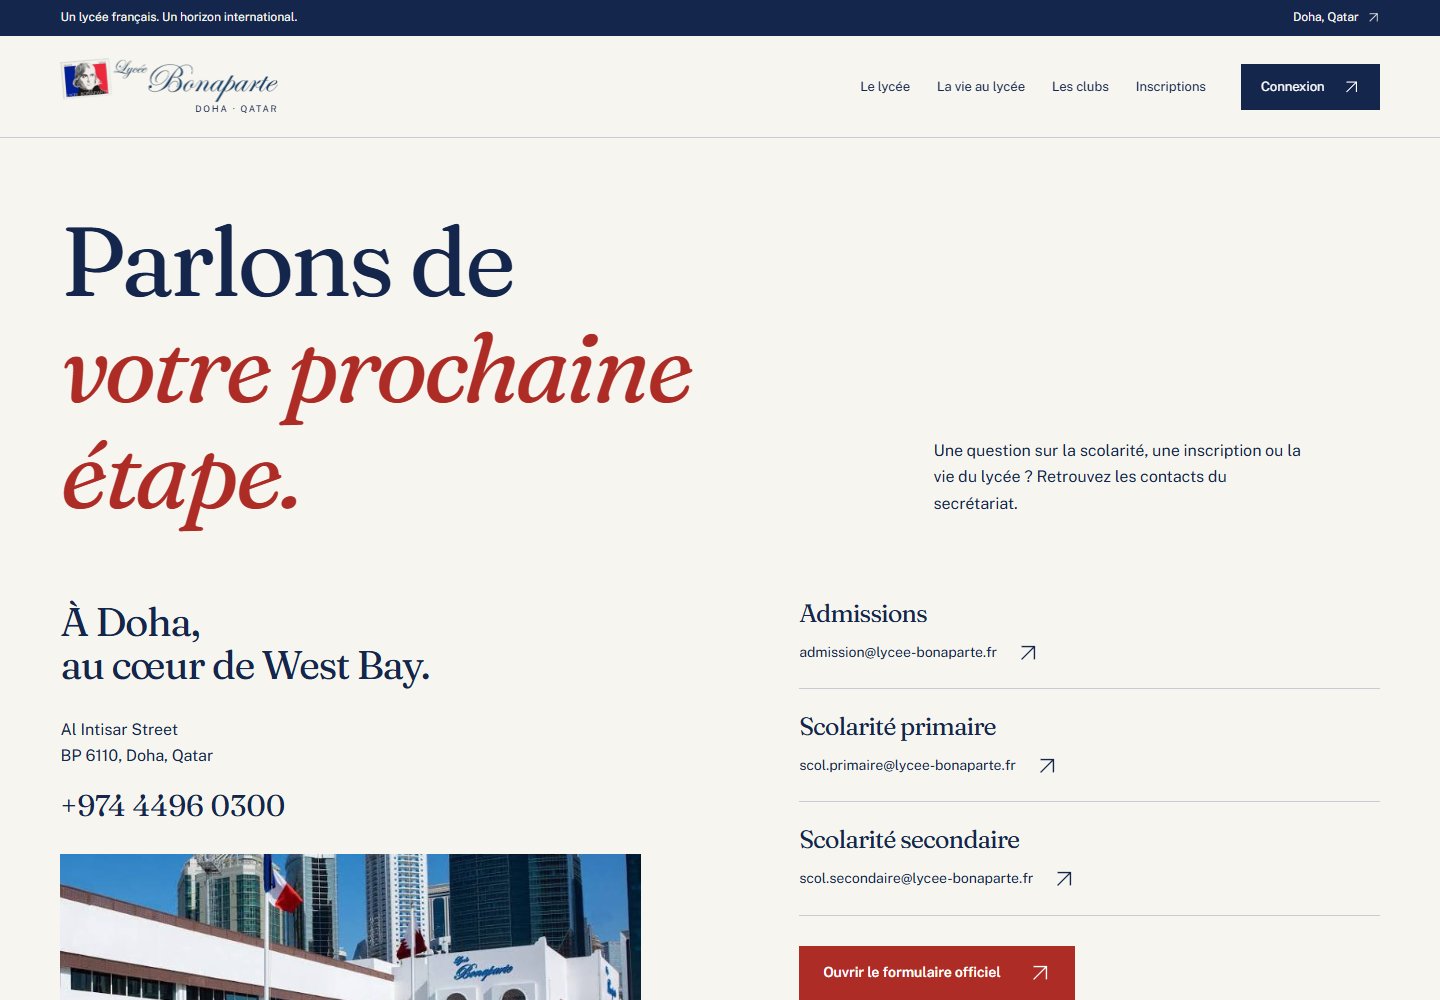 Un lycée français. Un horizon international.
Doha, Qatar
Lycée Bonaparte
DOHA · QATAR
Le lycée
La vie au lycée
Les clubs
Inscriptions
Connexion
Parlons de
votre prochaine
étape.
Une question sur la scolarité, une inscription ou la
vie du lycée ? Retrouvez les contacts du
secrétariat.
À Doha,
au cœur de West Bay.
Al Intisar Street
BP 6110, Doha, Qatar
+974 4496 0300
Lycée
Bonaparte
Admissions
admission@lycee-bonaparte.fr
Scolarité primaire
scol.primaire@lycee-bonaparte.fr
Scolarité secondaire
scol.secondaire@lycee-bonaparte.fr
Ouvrir le formulaire officiel